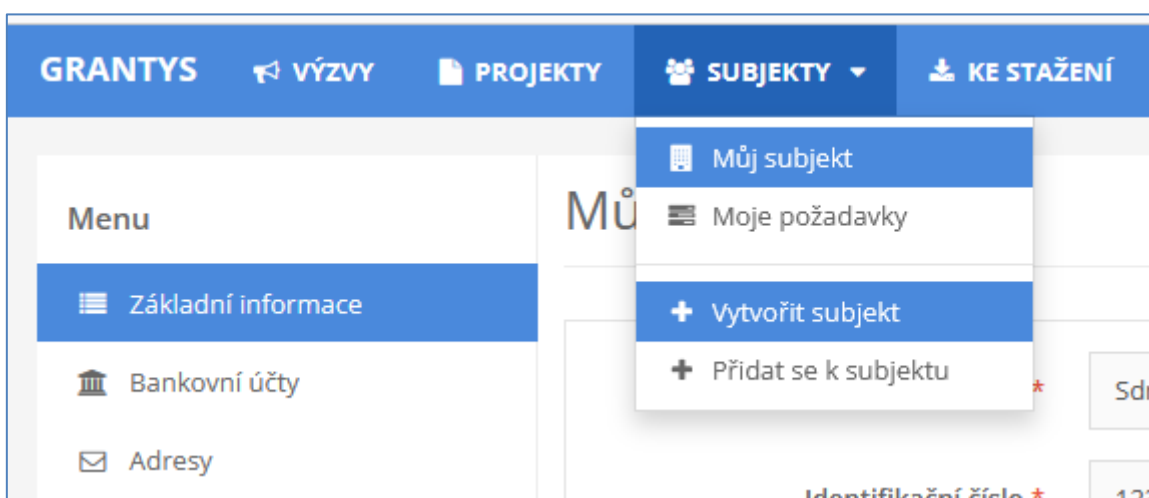 GRANTYS VÝZVY PROJEKTY SUBJEKTY KE STAŽENÍ
Můj subjekt
Moje požadavky
Vytvořit subjekt
Přidat se k subjektu *
Menu
Základní informace
Bankovní účty
Adresy
číslo *